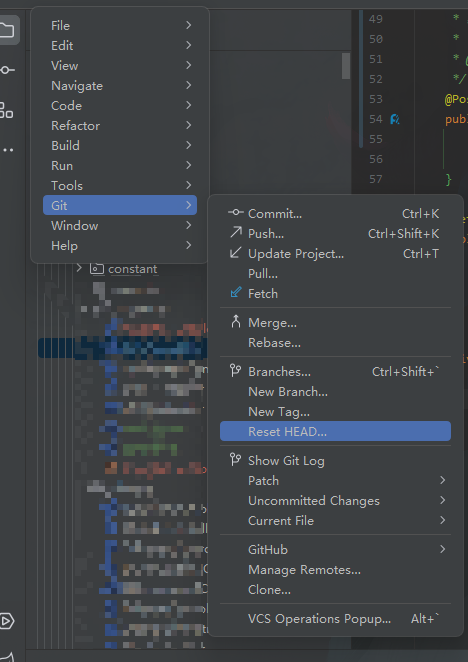 File
Edit
View
Navigate
Code
Refactor
Build
Run
Tools
Git
Window
Help
constant
49 *
50 *
51 *
52 */
53 @Pos
54 pub
55
56
57 }
Commit... Ctrl+K
Push... Ctrl+Shift+K
Update Project... Ctrl+T
Pull...
Fetch
Merge...
Rebase...
Branches... Ctrl+Shift+`
New Branch...
New Tag...
Reset HEAD...
Show Git Log
Patch
Uncommitted Changes
Current File
GitHub
Manage Remotes...
Clone...
VCS Operations Popup... Alt+`